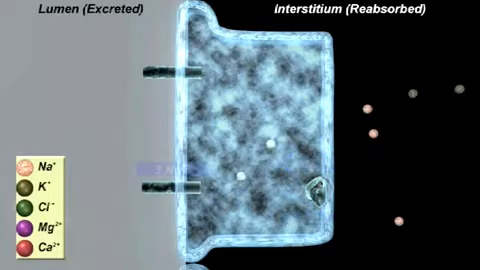 Lumen (Excreted)
Interstitium (Reabsorbed)
Na⁺
K⁺
Cl⁻
Mg²⁺
Ca²⁺